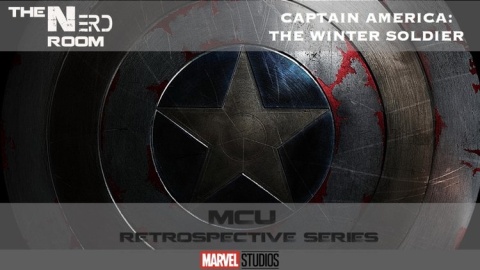 THE NERD
ROOM
CAPTAIN AMERICA:
THE WINTER SOLDIER
MCU
RETROSPECTIVE SERIES
MARVEL STUDIOS